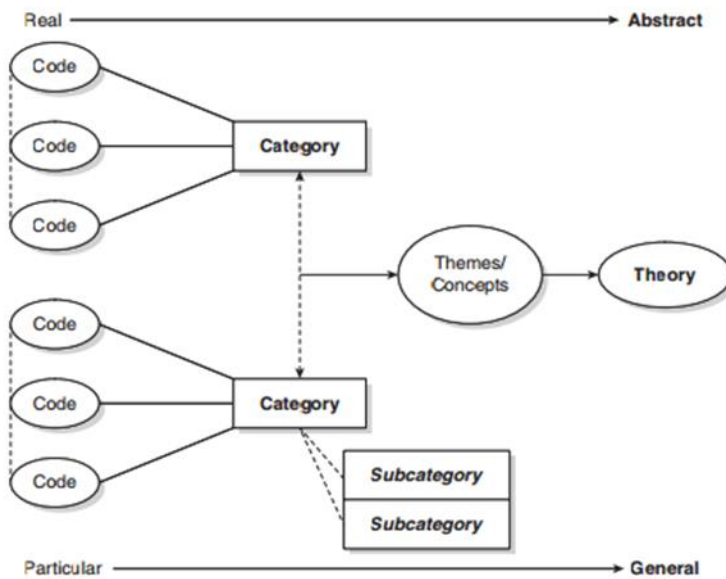 Real Abstract
Code
Code
Category
Code
Themes/
Concepts
Theory
Code
Code
Category
Code
Subcategory
Subcategory
Particular General